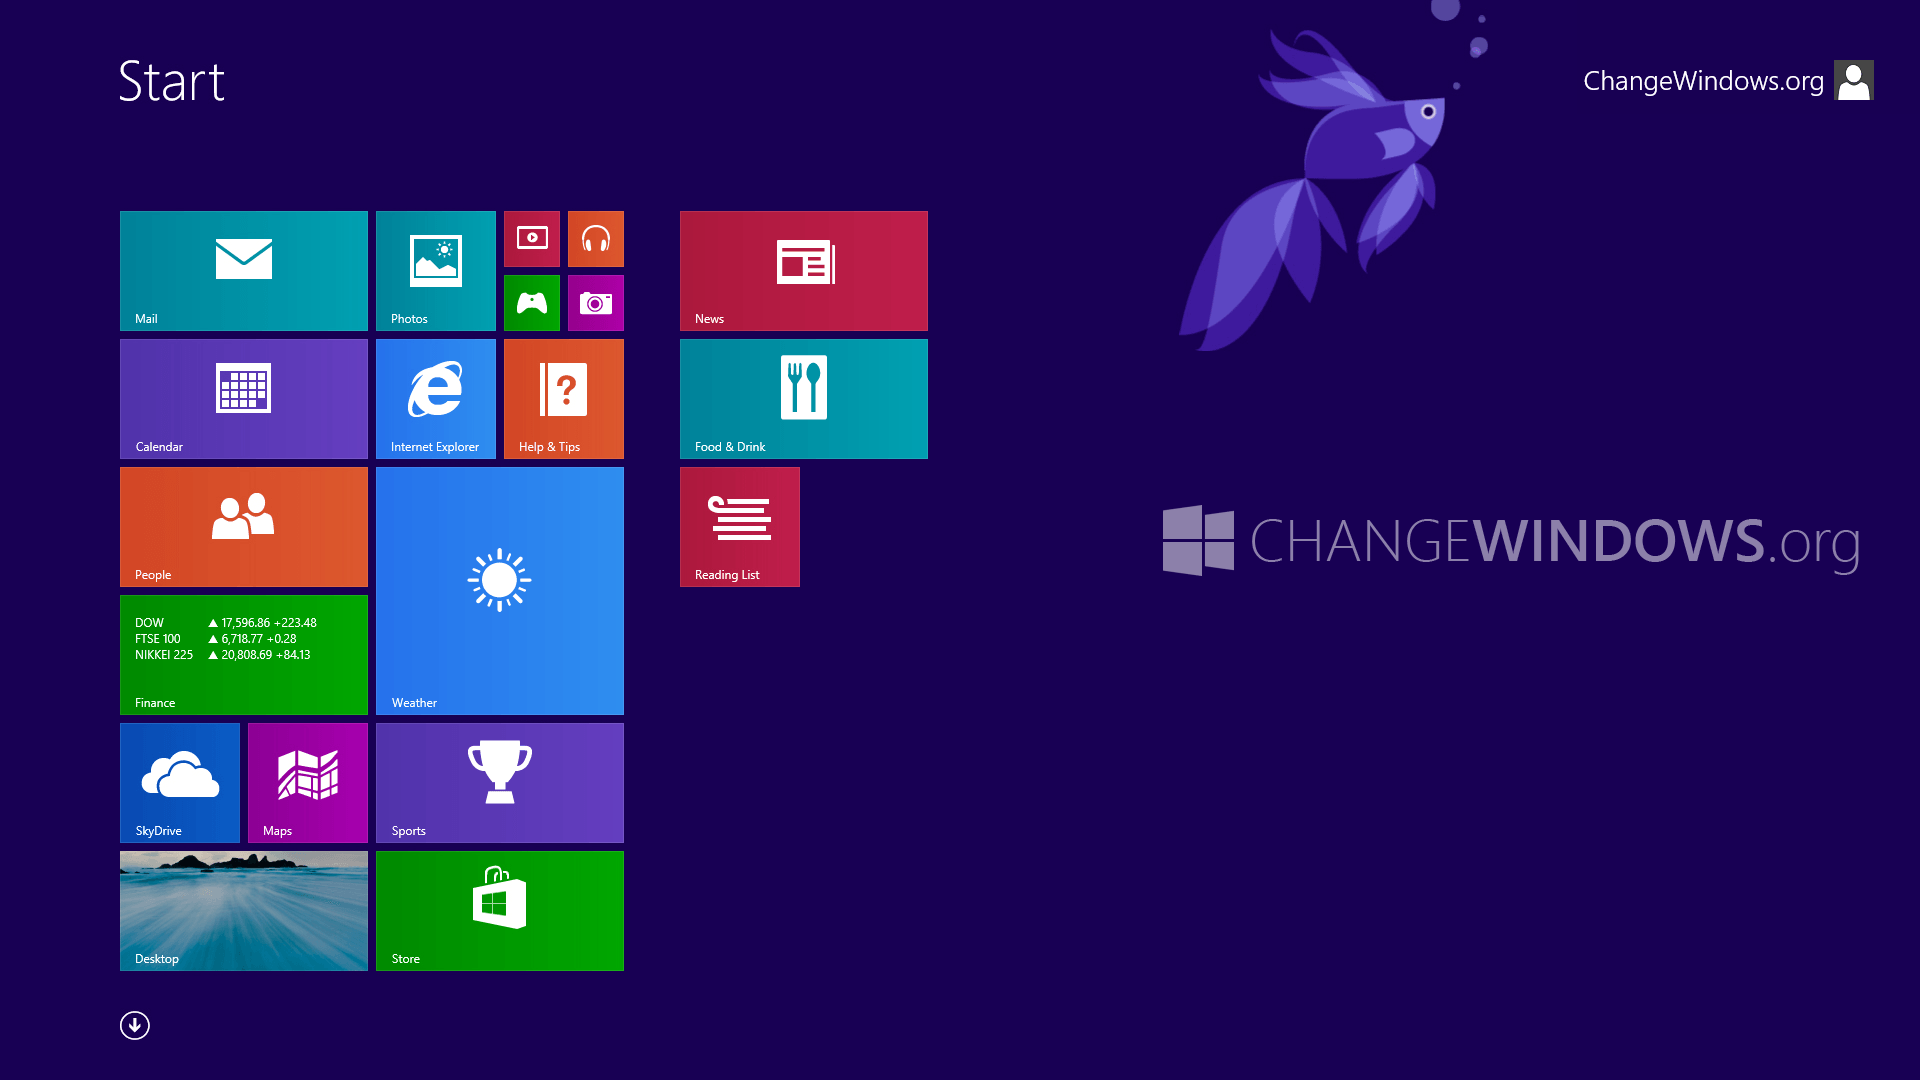 Start
ChangeWindows.org
Mail
Photos
News
Calendar
Internet Explorer
Help & Tips
Food & Drink
People
Weather
Reading List
CHANGEWINDOWS.org
DOW ▲ 17,596.86 +223.48
FTSE 100 ▲ 6,718.77 +0.28
NIKKEI 225 ▲ 20,808.69 +84.13
Finance
SkyDrive
Maps
Sports
Desktop
Store